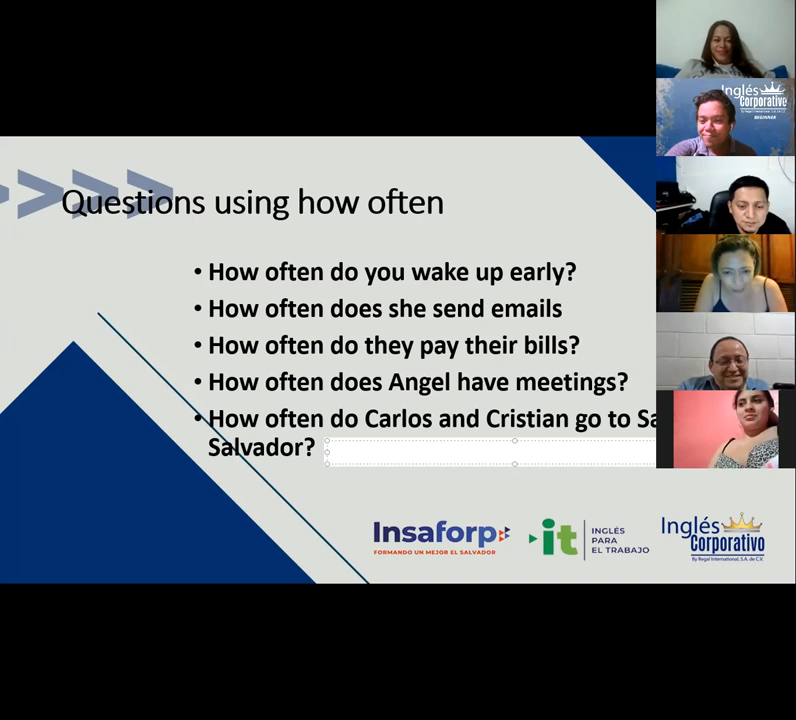 Questions using how often
• How often do you wake up early?
• How often does she send emails
• How often do they pay their bills?
• How often does Angel have meetings?
• How often do Carlos and Cristian go to Sa
Salvador?
Insaforp
FORMANDO UN MEJOR EL SALVADOR
it
INGLÉS
PARA
EL TRABAJO
Inglés
Corporativo
By Regal International, S.A. de C.V.
Inglés
Corporativo
BEGINNER